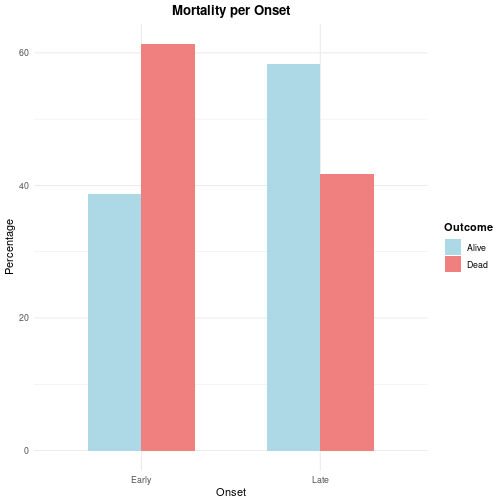 Mortality per Onset
Percentage
60
40
20
0
Early
Late
Onset
Outcome
Alive
Dead